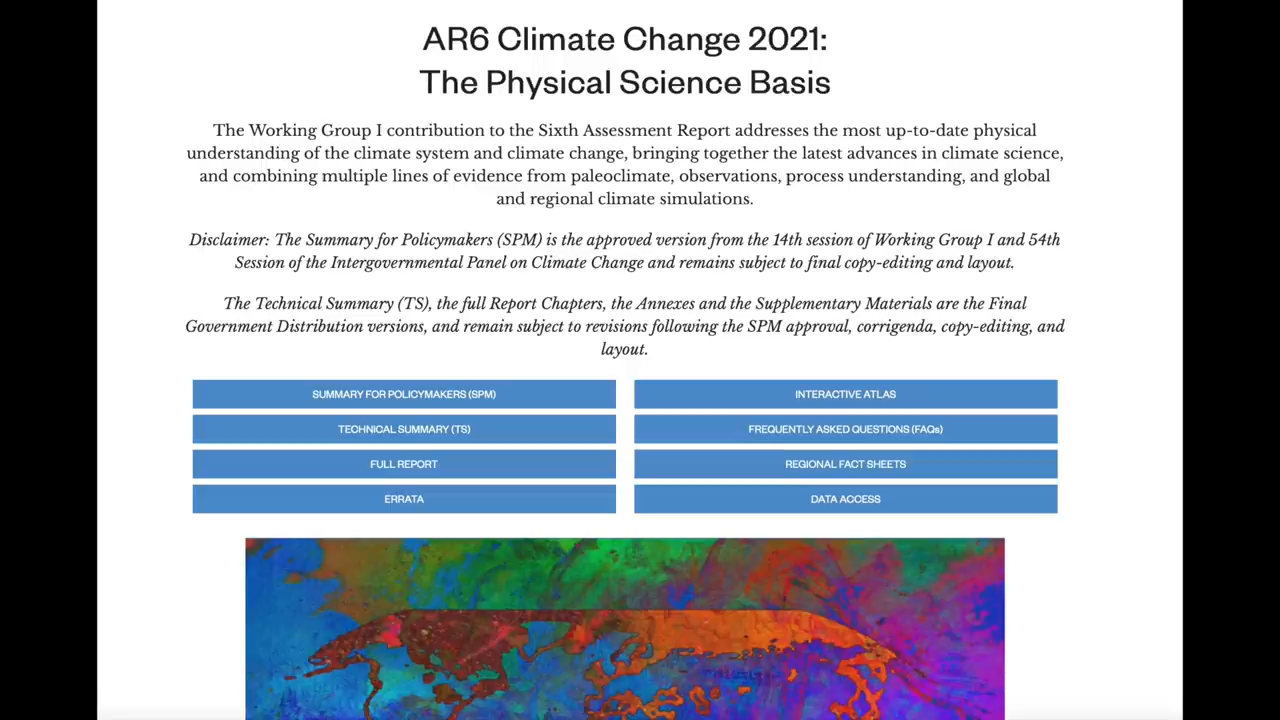 AR6 Climate Change 2021:
The Physical Science Basis
The Working Group I contribution to the Sixth Assessment Report addresses the most up-to-date physical
understanding of the climate system and climate change, bringing together the latest advances in climate science,
and combining multiple lines of evidence from paleoclimate, observations, process understanding, and global
and regional climate simulations.
Disclaimer: The Summary for Policymakers (SPM) is the approved version from the 14th session of Working Group I and 54th
Session of the Intergovernmental Panel on Climate Change and remains subject to final copy-editing and layout.
The Technical Summary (TS), the full Report Chapters, the Annexes and the Supplementary Materials are the Final
Government Distribution versions, and remain subject to revisions following the SPM approval, corrigenda, copy-editing, and
layout.
SUMMARY FOR POLICYMAKERS (SPM)
INTERACTIVE ATLAS
TECHNICAL SUMMARY (TS)
FREQUENTLY ASKED QUESTIONS (FAQs)
FULL REPORT
REGIONAL FACT SHEETS
ERRATA
DATA ACCESS